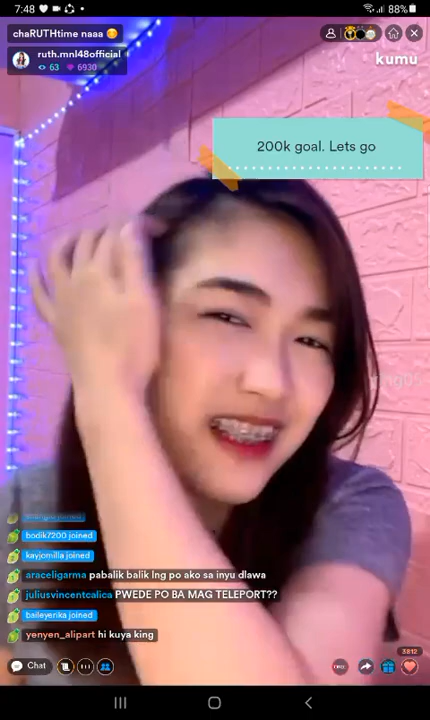 7:48
88%
chaRUTHtime naaa
ruth.mnl48official
63 6930
kumu
200k goal. Lets go
bodik7200 joined
kayjomilla joined
araceligarma pabalik balik lng po ako sa inyu dlawa
juliusvincentcalica PWEDE PO BA MAG TELEPORT??
baileyerika joined
yenyen_alipart hi kuya king
3812
Chat